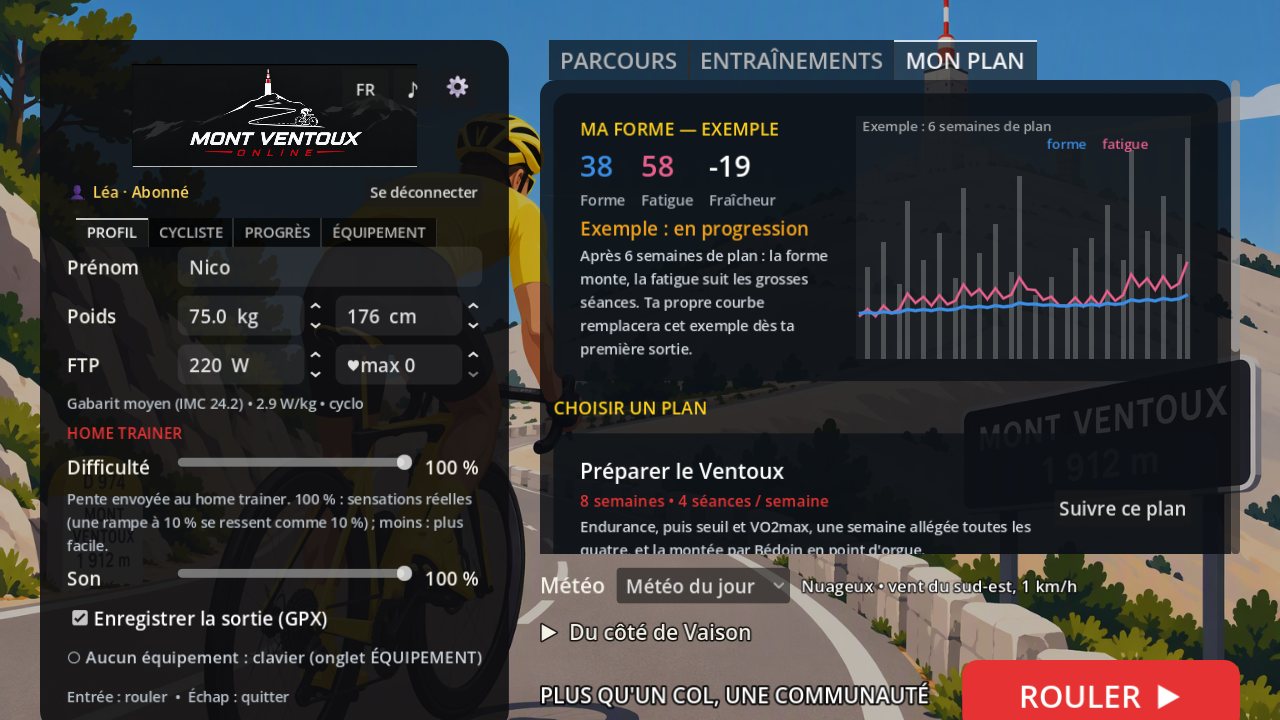 FR
MONT VENTOUX
ONLINE
Léa · Abonné
Se déconnecter
PROFIL
CYCLISTE
PROGRÈS
ÉQUIPEMENT
Prénom
Nico
Poids
75.0 kg
176 cm
FTP
220 W
♥max 0
Gabarit moyen (IMC 24.2) • 2.9 W/kg • cyclo
HOME TRAINER
Difficulté
100 %
Pente envoyée au home trainer. 100 % : sensations réelles
(une rampe à 10 % se ressent comme 10 %) ; moins : plus
facile.
Son
100 %
Enregistrer la sortie (GPX)
Aucun équipement : clavier (onglet ÉQUIPEMENT)
Entrée : rouler • Échap : quitter
PARCOURS
ENTRAÎNEMENTS
MON PLAN
MA FORME — EXEMPLE
38
58
-19
Forme
Fatigue
Fraîcheur
Exemple : en progression
Après 6 semaines de plan : la forme
monte, la fatigue suit les grosses
séances. Ta propre courbe
remplacera cet exemple dès ta
première sortie.
Exemple : 6 semaines de plan
forme
fatigue
CHOISIR UN PLAN
Préparer le Ventoux
8 semaines • 4 séances / semaine
Endurance, puis seuil et VO2max, une semaine allégée toutes les
quatre, et la montée par Bédoin en point d'orgue.
Suivre ce plan
MONT VENTOUX
1 912 m
D 974
MONT
VENTOUX
1 912 m
Météo
Météo du jour
Nuageux • vent du sud-est, 1 km/h
Du côté de Vaison
PLUS QU'UN COL, UNE COMMUNAUTÉ
ROULER